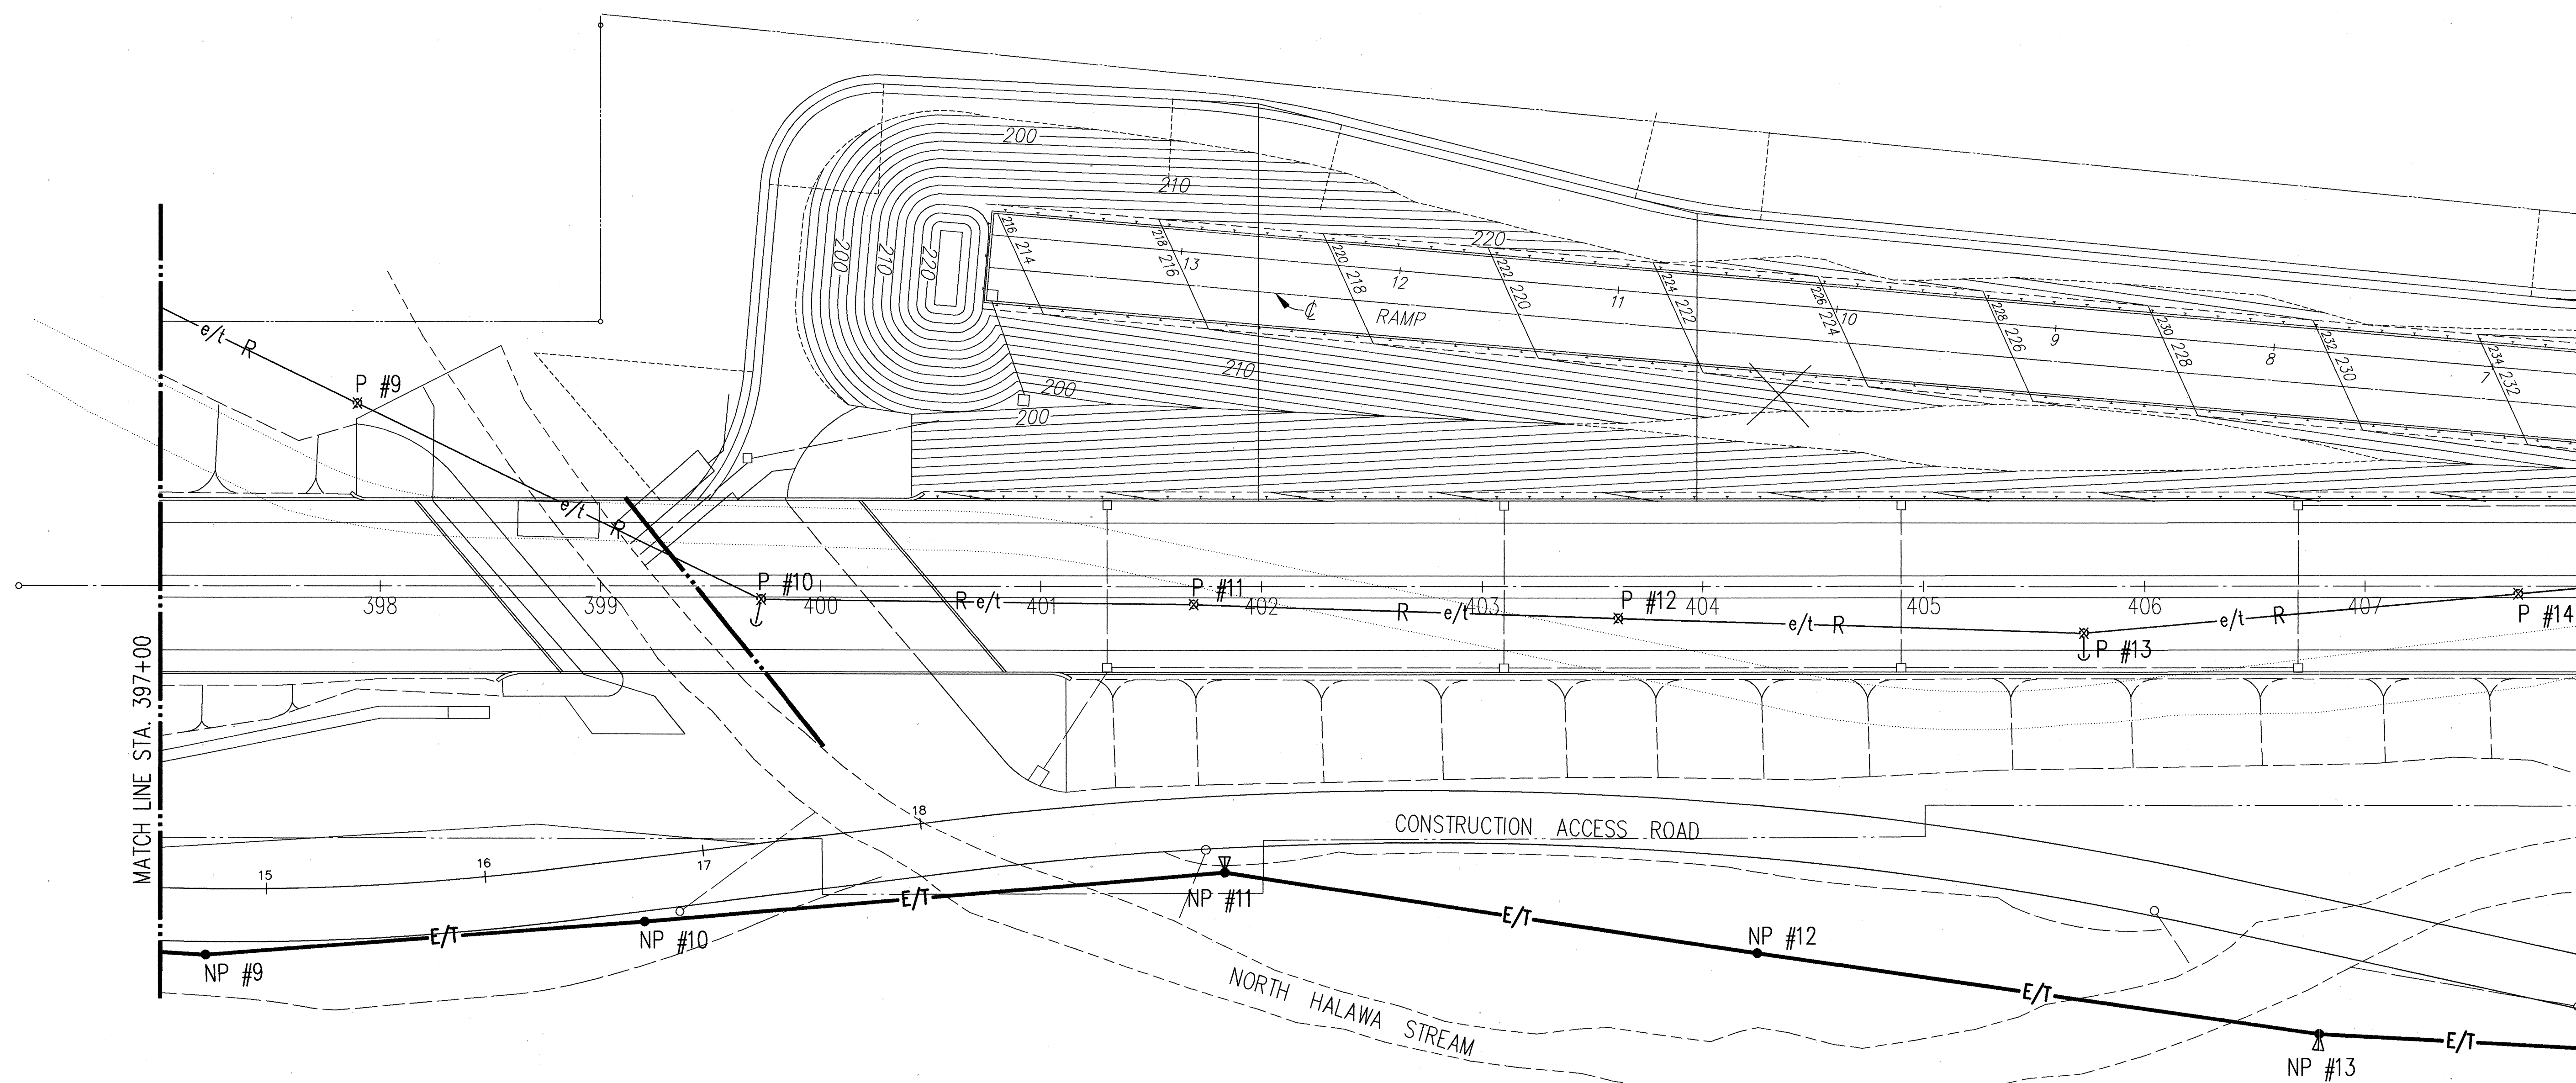 200
210
220
216 214
218 216
220 218
222 220
224 222
226 224
228 226
230 228
232 230
234 232
13
12
11
10
9
8
7
℄
RAMP
200
210
220
210
200
200
e/t R
P #9
e/t R
P #10
R e/t
P #11
R e/t
P #12
e/t R
P #13
e/t R
P #14
398
399
400
401
402
403
404
405
406
407
MATCH LINE STA. 397+00
15
16
17
18
CONSTRUCTION ACCESS ROAD
NP #9
E/T
NP #10
E/T
NP #11
E/T
NP #12
E/T
NP #13
E/T
NORTH HALAWA STREAM